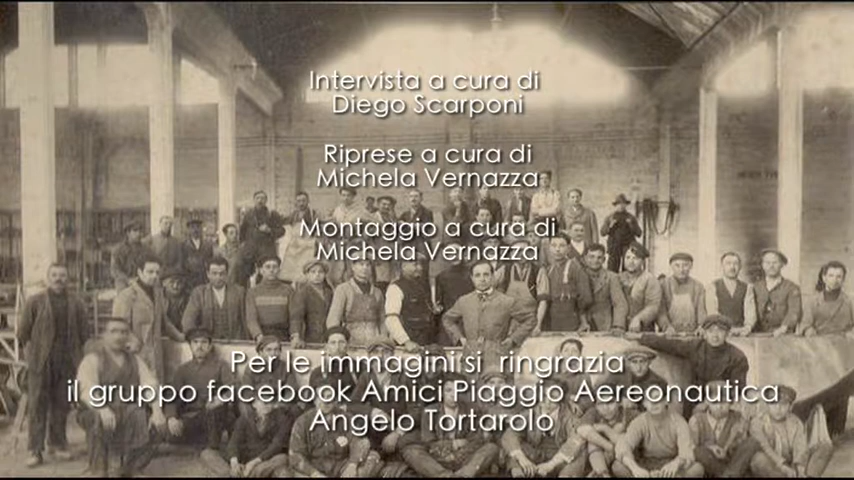 Intervista a cura di
Diego Scarponi
Riprese a cura di
Michela Vernazza
Montaggio a cura di
Michela Vernazza
Per le immagini si ringrazia
il gruppo facebook Amici Piaggio Aereonautica
Angelo Tortarolo